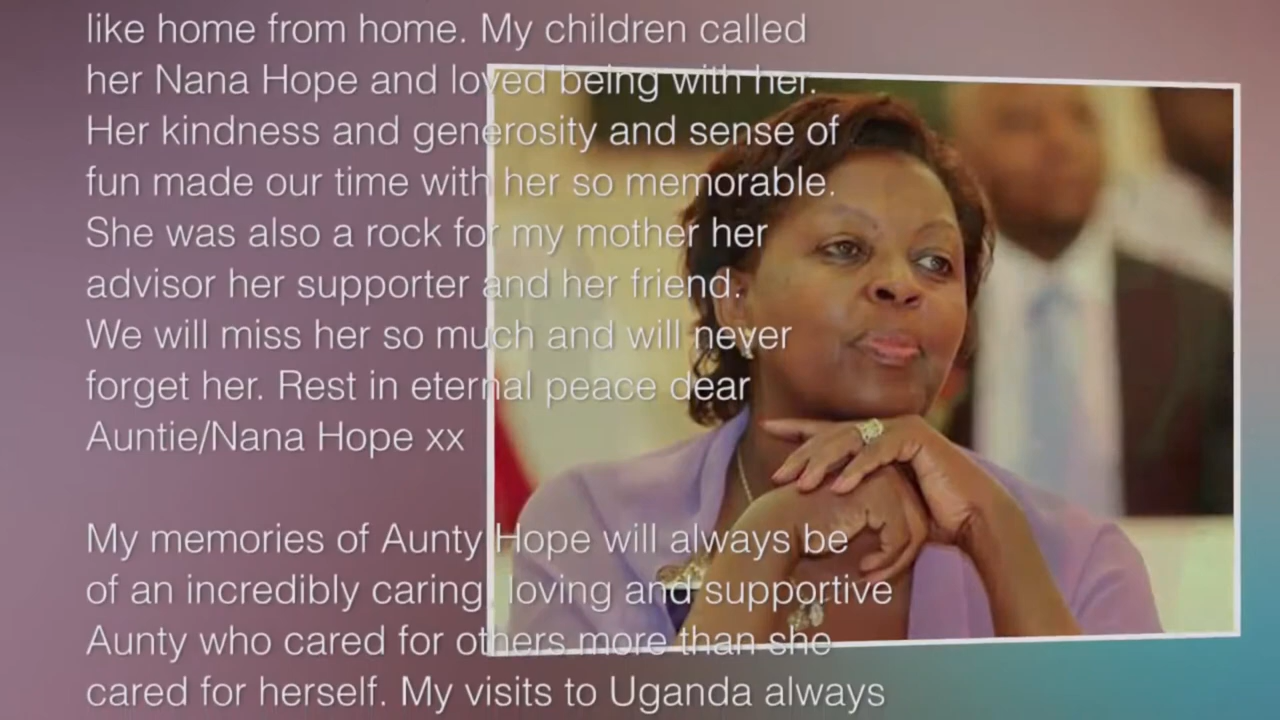 like home from home. My children called
her Nana Hope and loved being with her.
Her kindness and generosity and sense of
fun made our time with her so memorable.
She was also a rock for my mother her
advisor her supporter and her friend.
We will miss her so much and will never
forget her. Rest in eternal peace dear
Auntie/Nana Hope xx
My memories of Aunty Hope will always be
of an incredibly caring, loving and supportive
Aunty who cared for others more than she
cared for herself. My visits to Uganda always